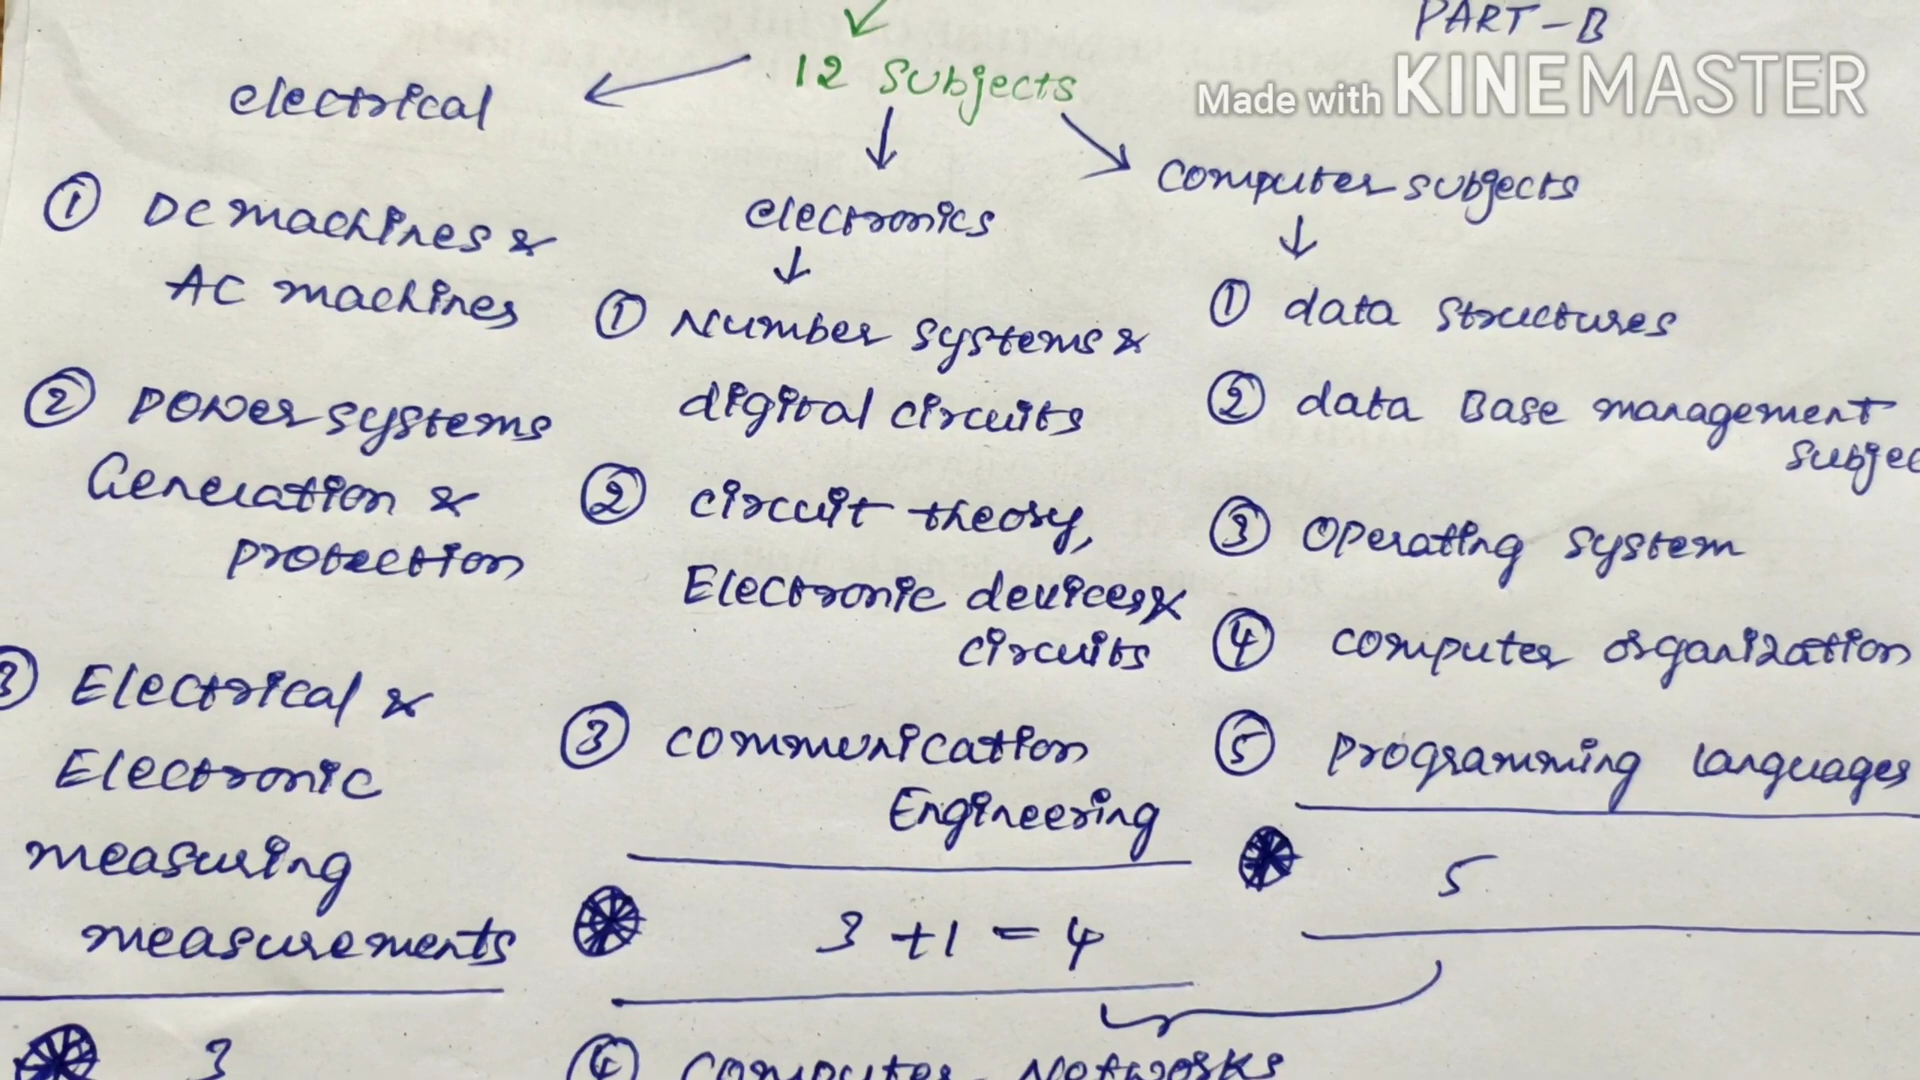 PART-B
12 subjects
Made with KINEMASTER
electrical
① DC machines &
AC machines
② power systems
Generation &
protection
3 Electrical &
Electronic
measuring
measurements
3
electronics
① Number systems &
digital circuits
② circuit theory,
Electronic devices &
circuits
③ communication
Engineering
3 + 1 = 4
④ computer Networks
computer subjects
① data structures
② data Base management
subjec
③ operating system
④ computer organization
⑤ programming languages
5